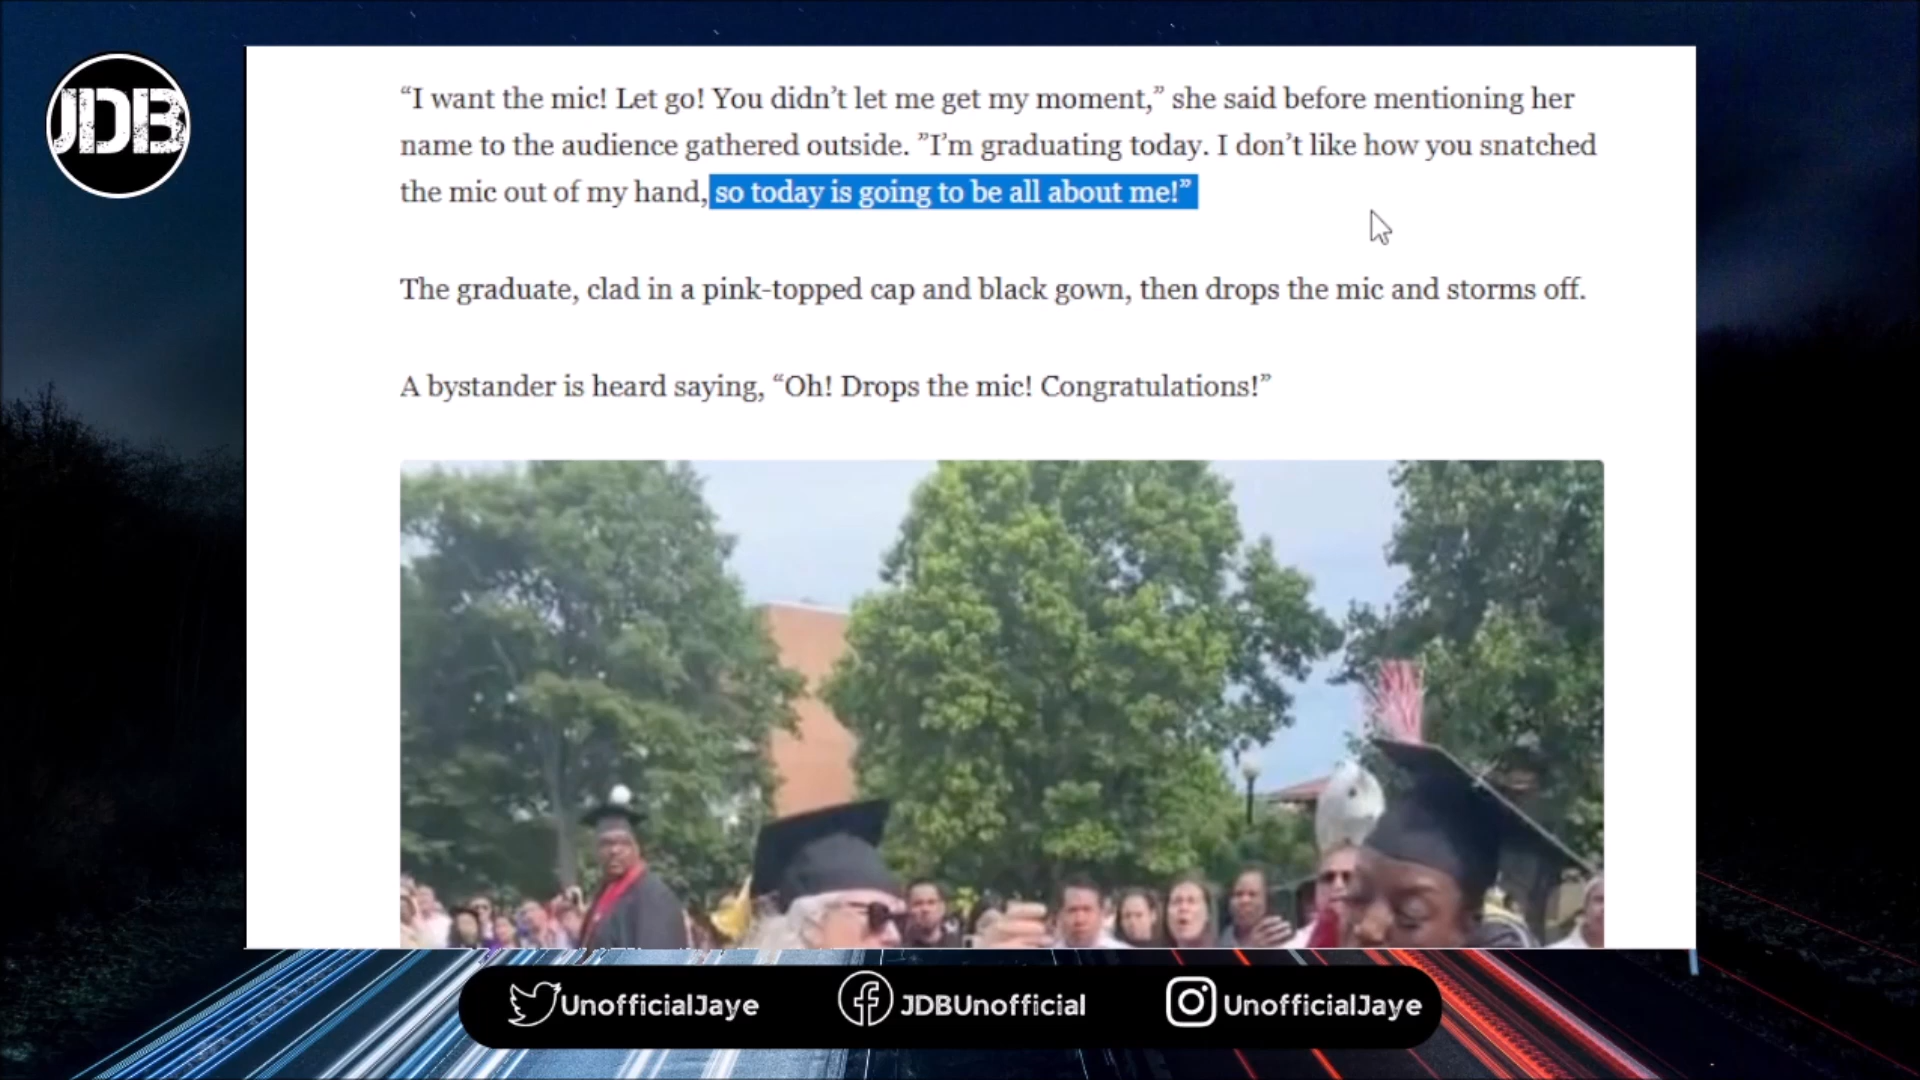 JDB
“I want the mic! Let go! You didn’t let me get my moment,” she said before mentioning her
name to the audience gathered outside. ”I’m graduating today. I don’t like how you snatched
the mic out of my hand, so today is going to be all about me!”
The graduate, clad in a pink-topped cap and black gown, then drops the mic and storms off.
A bystander is heard saying, “Oh! Drops the mic! Congratulations!”
UnofficialJaye
JDBUnofficial
UnofficialJaye